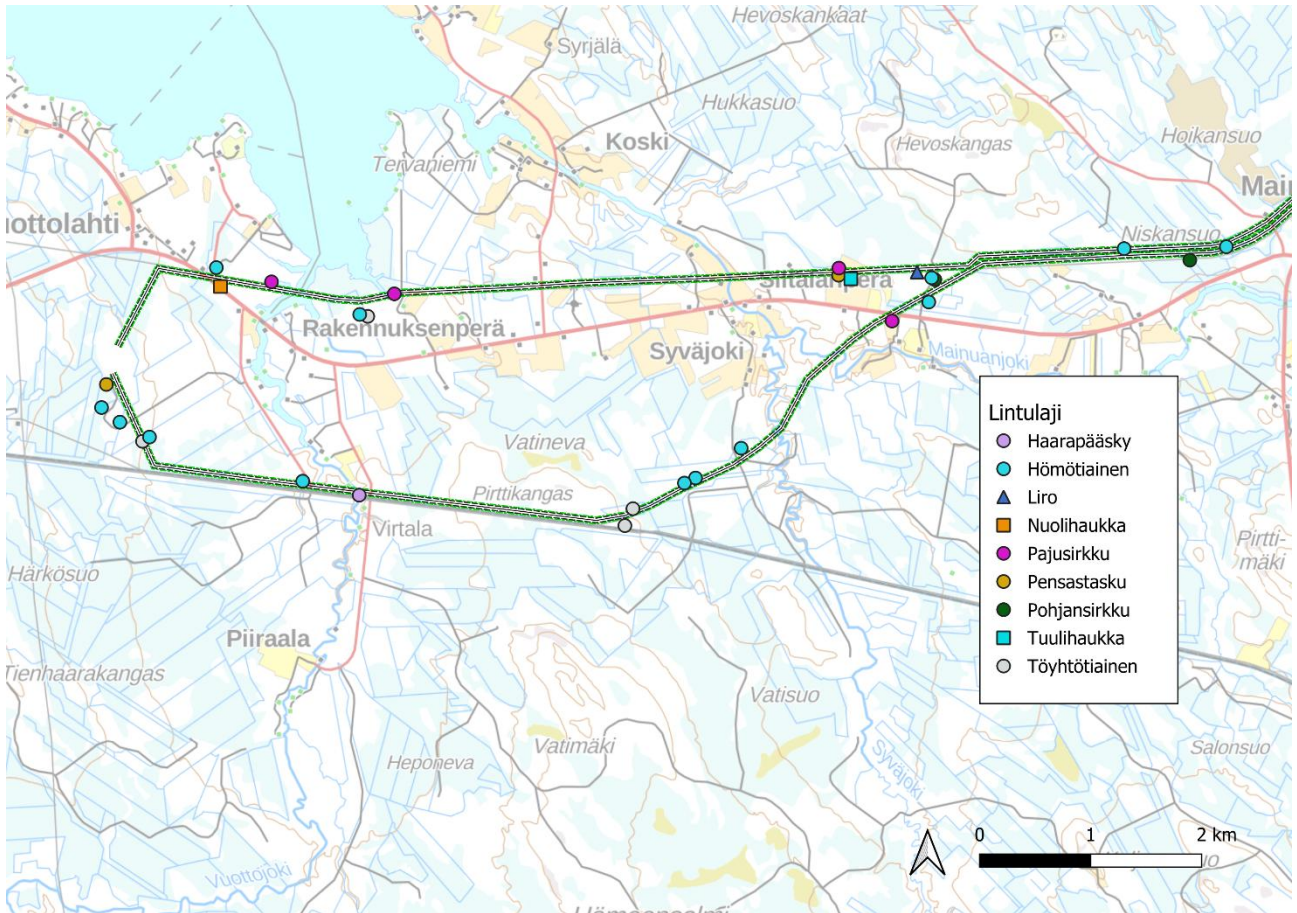 Hevoskankaat
Syrjälä
Hukkasuo
Koski
Hoikansuo
Hevoskangas
Tervaniemi
Main
uottolahti
Niskansuo
Siltalanperä
Rakennuksenperä
Syväjoki
Mainuanjoki
Vatineva
Pirttikangas
Virtala
Härkösuo
Pirtti-
mäki
Piiraala
Tienhaarakangas
Vatisuo
Vatimäki
Heponeva
Salonsuo
Syväjoki
Vuottojoki
Lintulaji
Haarapääsky
Hömötiainen
Liro
Nuolihaukka
Pajusirkku
Pensastasku
Pohjansirkku
Tuulihaukka
Töyhtötiainen
0 1 2 km